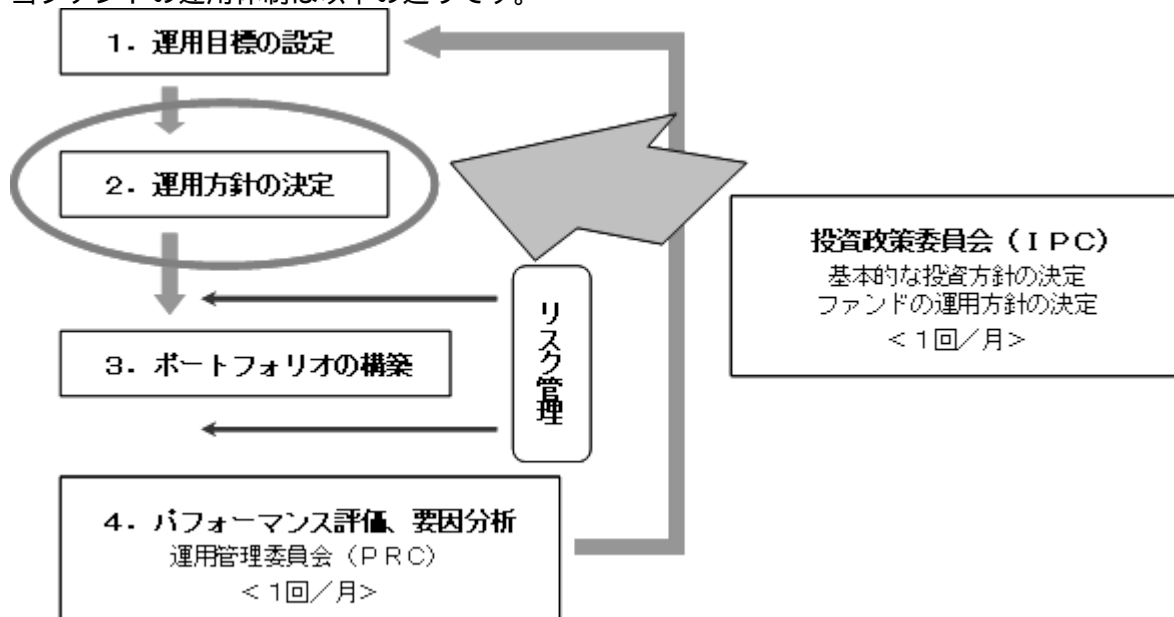 当ファンドの運用体制は以下の通りです。
1．運用目標の設定
2．運用方針の決定
3．ポートフォリオの構築
4．パフォーマンス評価、要因分析
運用管理委員会（ＰＲＣ）
＜1回／月＞
リスク管理
投資政策委員会（ＩＰＣ）
基本的な投資方針の決定
ファンドの運用方針の決定
＜1回／月＞